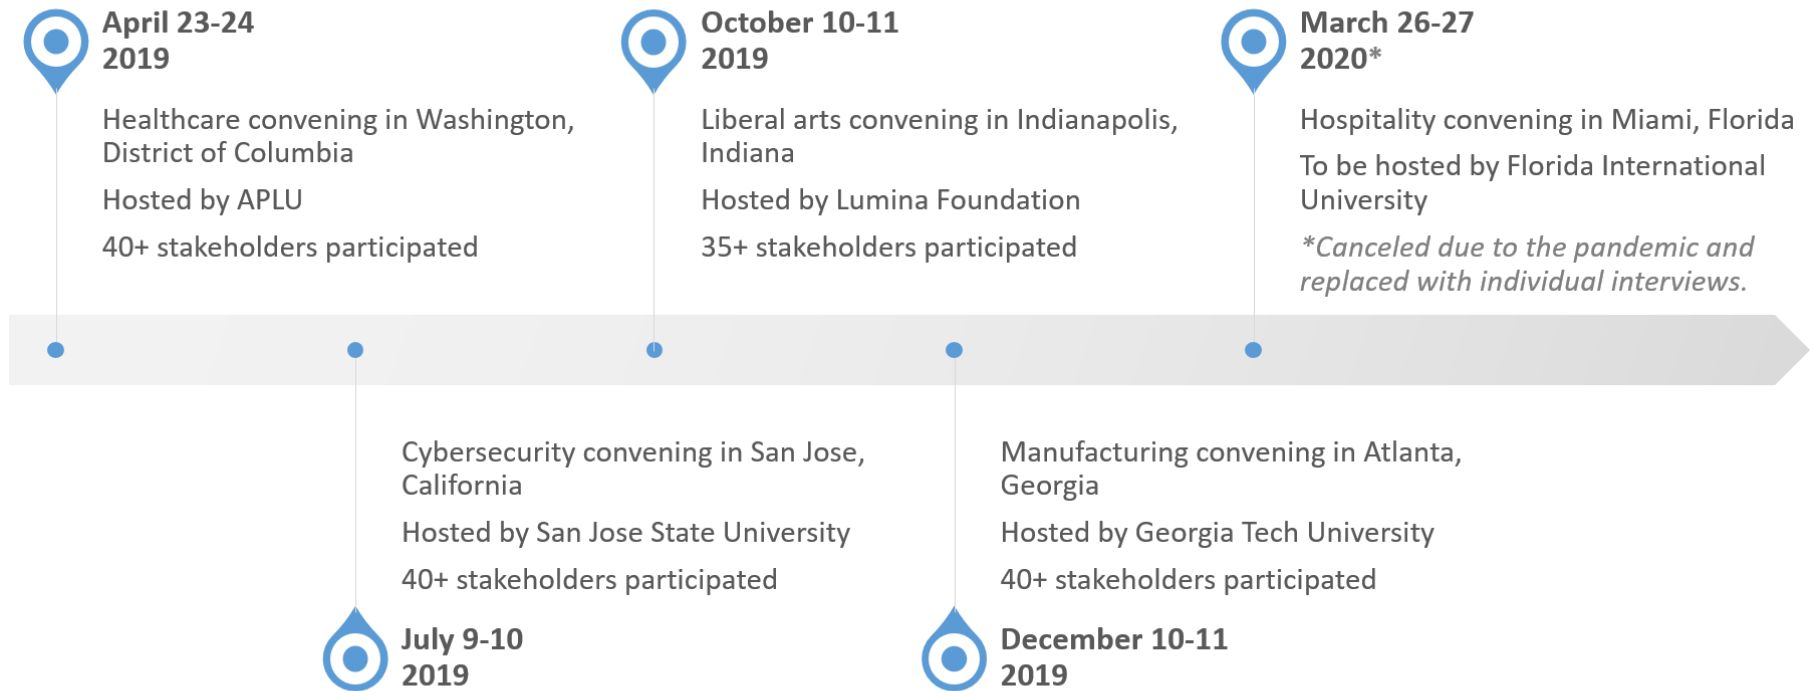 April 23-24
2019
Healthcare convening in Washington,
District of Columbia
Hosted by APLU
40+ stakeholders participated
October 10-11
2019
Liberal arts convening in Indianapolis,
Indiana
Hosted by Lumina Foundation
35+ stakeholders participated
March 26-27
2020*
Hospitality convening in Miami, Florida
To be hosted by Florida International
University
*Canceled due to the pandemic and
replaced with individual interviews.
Cybersecurity convening in San Jose,
California
Hosted by San Jose State University
40+ stakeholders participated
July 9-10
2019
Manufacturing convening in Atlanta,
Georgia
Hosted by Georgia Tech University
40+ stakeholders participated
December 10-11
2019